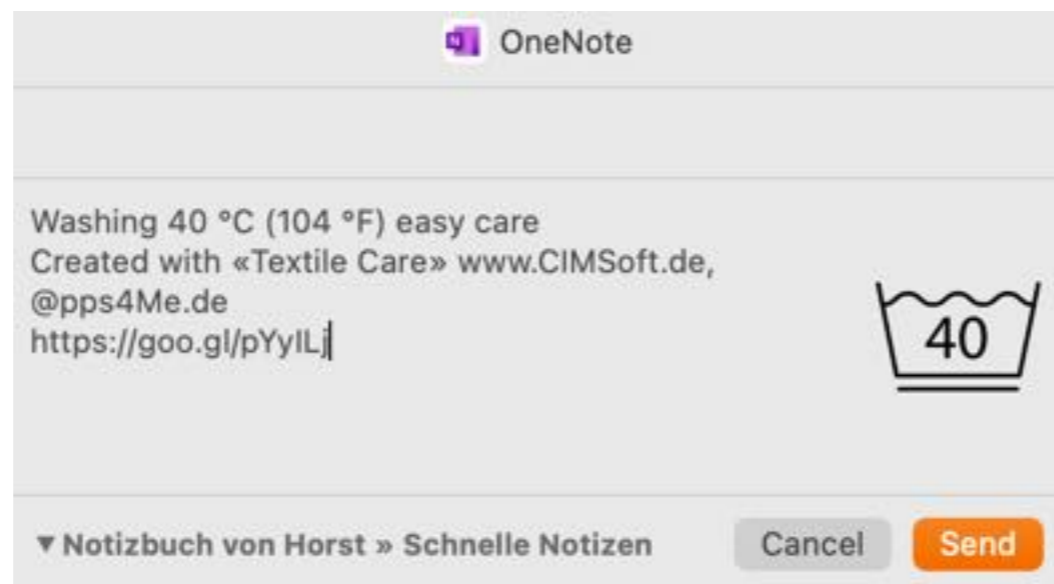 OneNote
Washing 40 °C (104 °F) easy care
Created with «Textile Care» www.CIMSoft.de,
@pps4Me.de
https://goo.gl/pYyILj
40
▼ Notizbuch von Horst » Schnelle Notizen
Cancel
Send